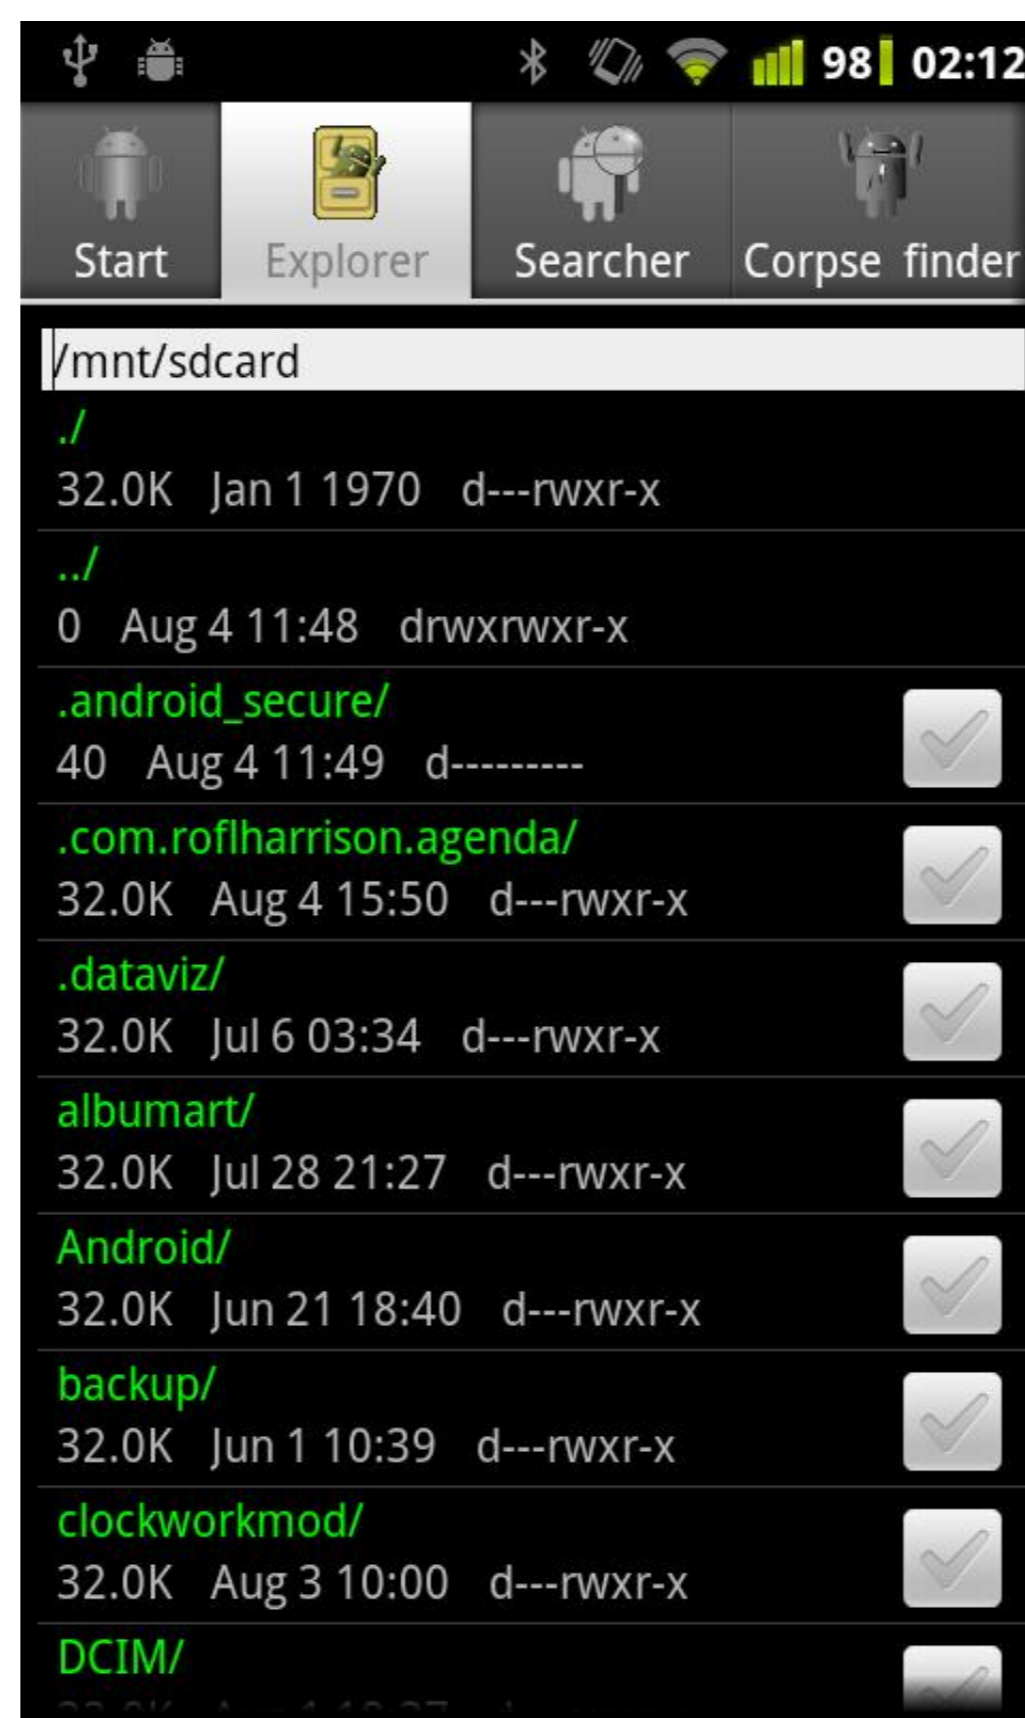 98 02:12
Start Explorer Searcher Corpse finder
/mnt/sdcard
./
32.0K Jan 1 1970 d---rwxr-x
../
0 Aug 4 11:48 drwxrwxr-x
.android_secure/
40 Aug 4 11:49 d---------
.com.roflharrison.agenda/
32.0K Aug 4 15:50 d---rwxr-x
.dataviz/
32.0K Jul 6 03:34 d---rwxr-x
albumart/
32.0K Jul 28 21:27 d---rwxr-x
Android/
32.0K Jun 21 18:40 d---rwxr-x
backup/
32.0K Jun 1 10:39 d---rwxr-x
clockworkmod/
32.0K Aug 3 10:00 d---rwxr-x
DCIM/